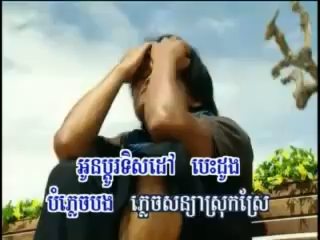 អូនប្ដូរទិសដៅ បេះដូង
បំភ្លេចបង ភ្លេចសន្យាស្រុកស្រែ